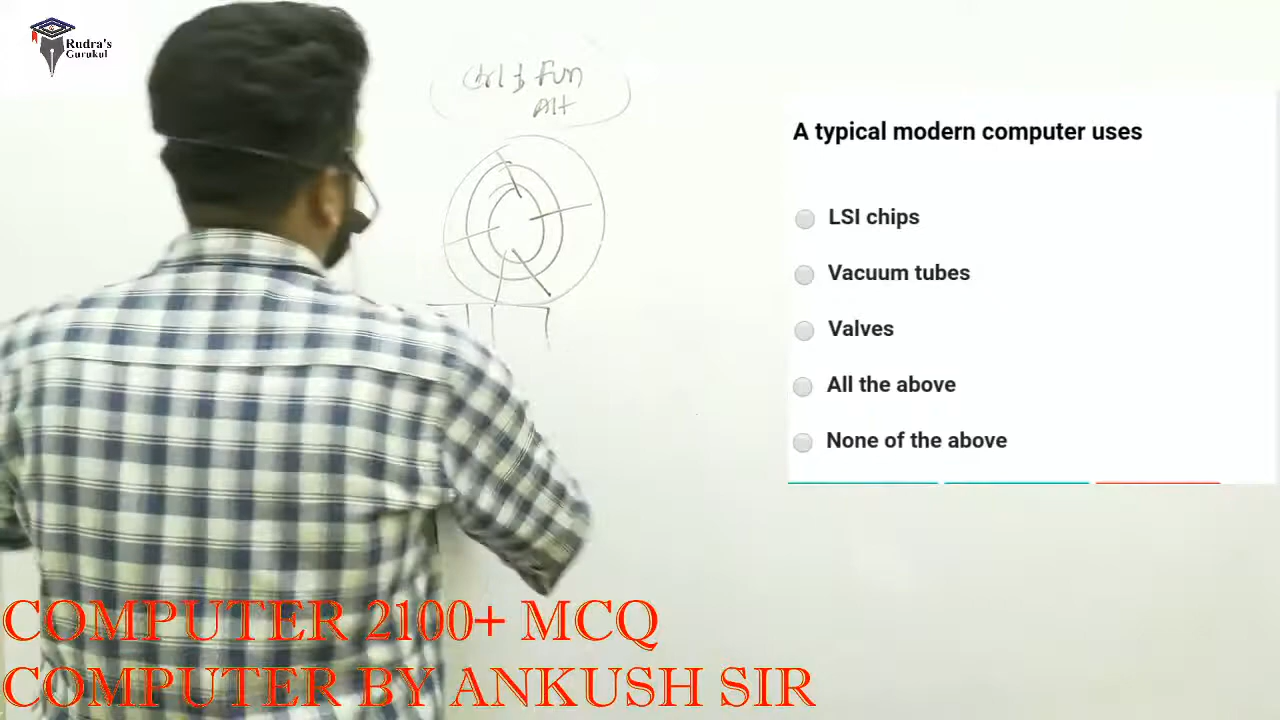 Rudra's
Gurukul
Fun
Alt
A typical modern computer uses
LSI chips
Vacuum tubes
Valves
All the above
None of the above
COMPUTER 2100+ MCQ
COMPUTER BY ANKUSH SIR